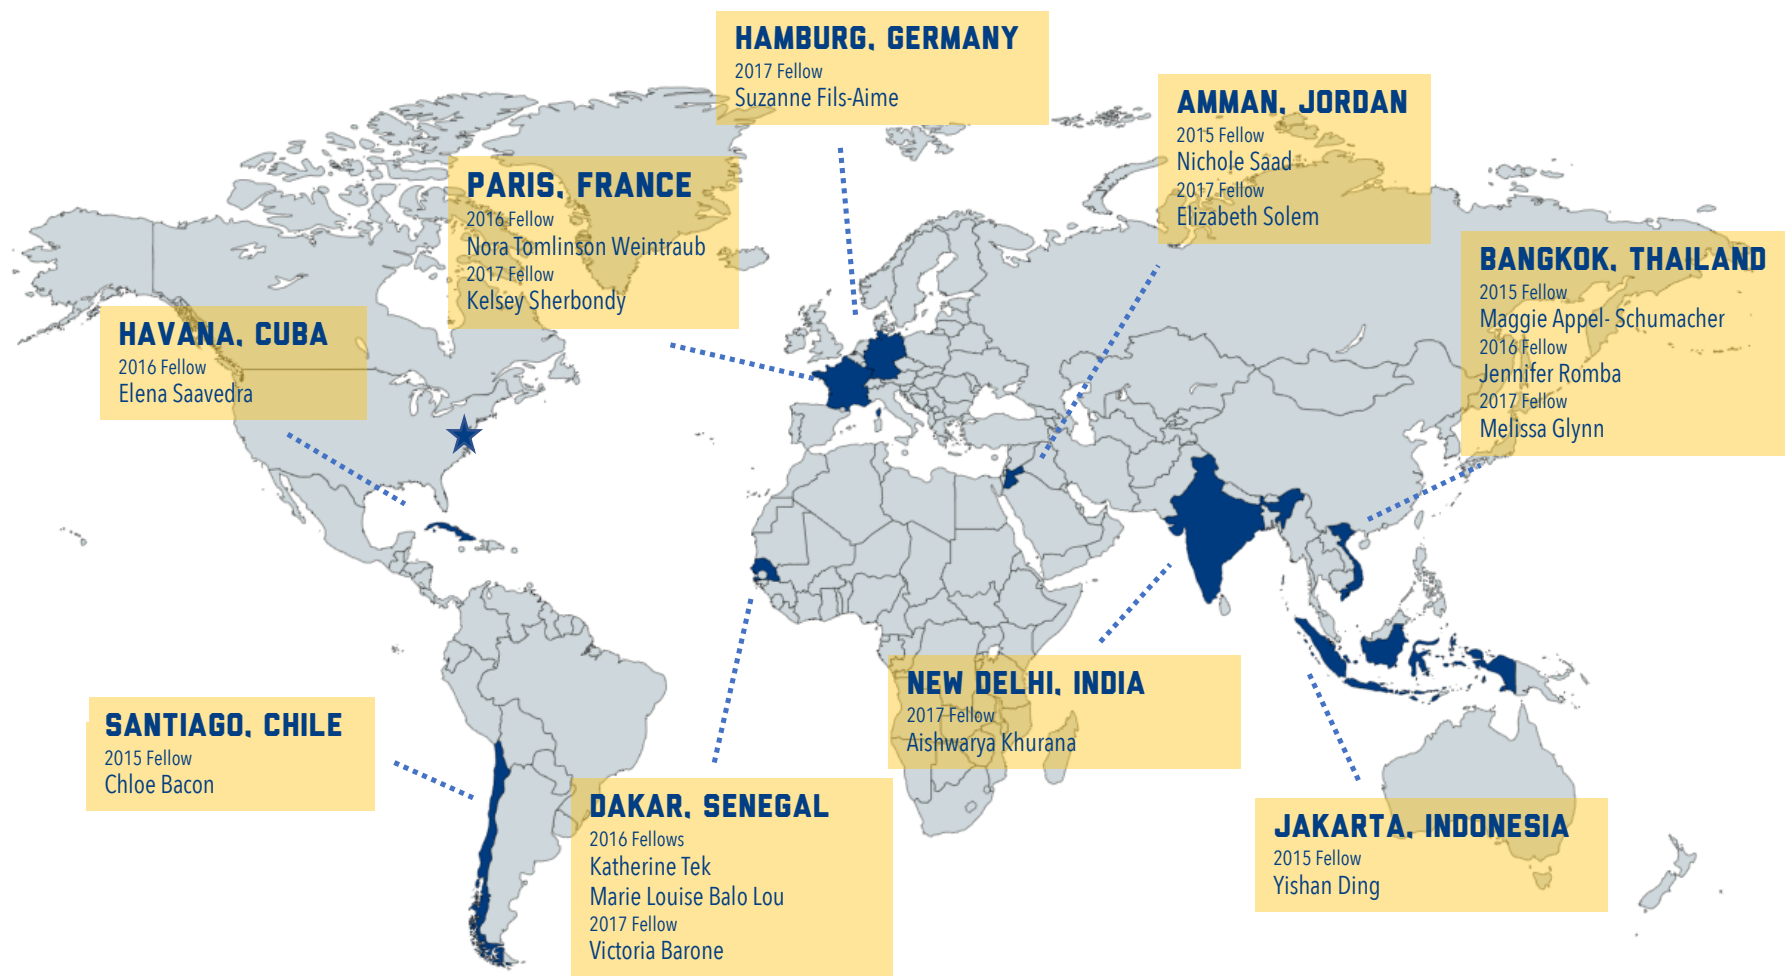 HAMBURG, GERMANY
2017 Fellow
Suzanne Fils-Aime
AMMAN, JORDAN
2015 Fellow
Nichole Saad
2017 Fellow
Elizabeth Solem
PARIS, FRANCE
2016 Fellow
Nora Tomlinson Weintraub
2017 Fellow
Kelsey Sherbondy
BANGKOK, THAILAND
2015 Fellow
Maggie Appel- Schumacher
2016 Fellow
Jennifer Romba
2017 Fellow
Melissa Glynn
HAVANA, CUBA
2016 Fellow
Elena Saavedra
NEW DELHI, INDIA
2017 Fellow
Aishwarya Khurana
SANTIAGO, CHILE
2015 Fellow
Chloe Bacon
DAKAR, SENEGAL
2016 Fellows
Katherine Tek
Marie Louise Balo Lou
2017 Fellow
Victoria Barone
JAKARTA, INDONESIA
2015 Fellow
Yishan Ding